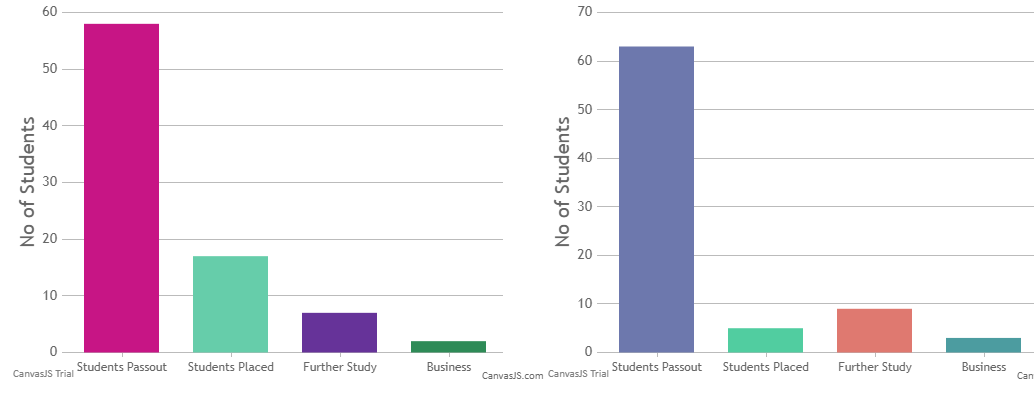 60
50
40
30
20
10
0
No of Students
Students Passout
Students Placed
Further Study
Business
CanvasJS Trial
CanvasJS.com
70
60
50
40
30
20
10
0
No of Students
Students Passout
Students Placed
Further Study
Business
CanvasJS Trial
Canv